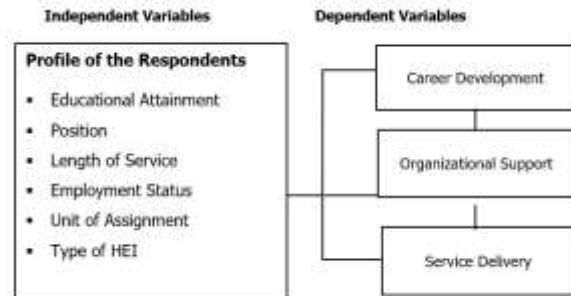 Independent Variables
Dependent Variables
Profile of the Respondents
▪ Educational Attainment
▪ Position
▪ Length of Service
▪ Employment Status
▪ Unit of Assignment
▪ Type of HEI
Career Development
Organizational Support
Service Delivery